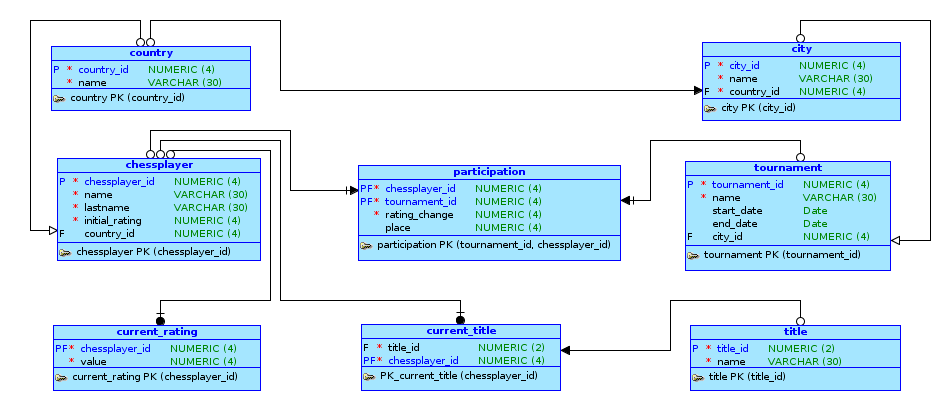 country
P * country_id NUMERIC (4)
* name VARCHAR (30)
country PK (country_id)
city
P * city_id NUMERIC (4)
* name VARCHAR (30)
F * country_id NUMERIC (4)
city PK (city_id)
chessplayer
P * chessplayer_id NUMERIC (4)
* name VARCHAR (30)
* lastname VARCHAR (30)
* initial_rating NUMERIC (4)
F country_id NUMERIC (4)
chessplayer PK (chessplayer_id)
participation
PF* chessplayer_id NUMERIC (4)
PF* tournament_id NUMERIC (4)
* rating_change NUMERIC (4)
place NUMERIC (4)
participation PK (tournament_id, chessplayer_id)
tournament
P * tournament_id NUMERIC (4)
* name VARCHAR (30)
start_date Date
end_date Date
F city_id NUMERIC (4)
tournament PK (tournament_id)
current_rating
PF* chessplayer_id NUMERIC (4)
* value NUMERIC (4)
current_rating PK (chessplayer_id)
current_title
F * title_id NUMERIC (2)
PF* chessplayer_id NUMERIC (4)
PK_current_title (chessplayer_id)
title
P * title_id NUMERIC (2)
* name VARCHAR (30)
title PK (title_id)